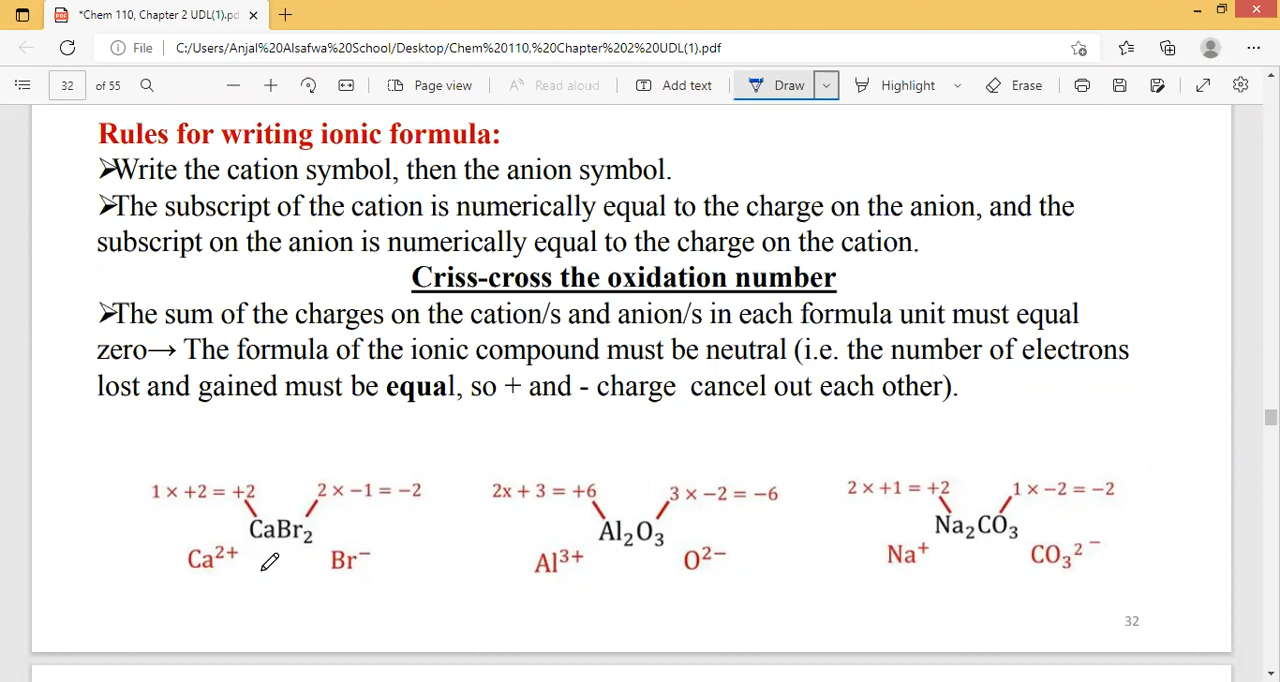 *Chem 110, Chapter 2 UDL(1).pd
File C:/Users/Anjal%20Alsafwa%20School/Desktop/Chem%20110,%20Chapter%202%20UDL(1).pdf
32 of 55 Page view Read aloud Add text Draw Highlight Erase
Rules for writing ionic formula:
➢Write the cation symbol, then the anion symbol.
➢The subscript of the cation is numerically equal to the charge on the anion, and the
subscript on the anion is numerically equal to the charge on the cation.
Criss-cross the oxidation number
➢The sum of the charges on the cation/s and anion/s in each formula unit must equal
zero→ The formula of the ionic compound must be neutral (i.e. the number of electrons
lost and gained must be equal, so + and - charge cancel out each other).
1 × +2 = +2 2 × −1 = −2 2x + 3 = +6 3 × −2 = −6 2 × +1 = +2 1 × −2 = −2
CaBr₂ Al₂O₃ Na₂CO₃
Ca²⁺ Br⁻ Al³⁺ O²⁻ Na⁺ CO₃²⁻
32